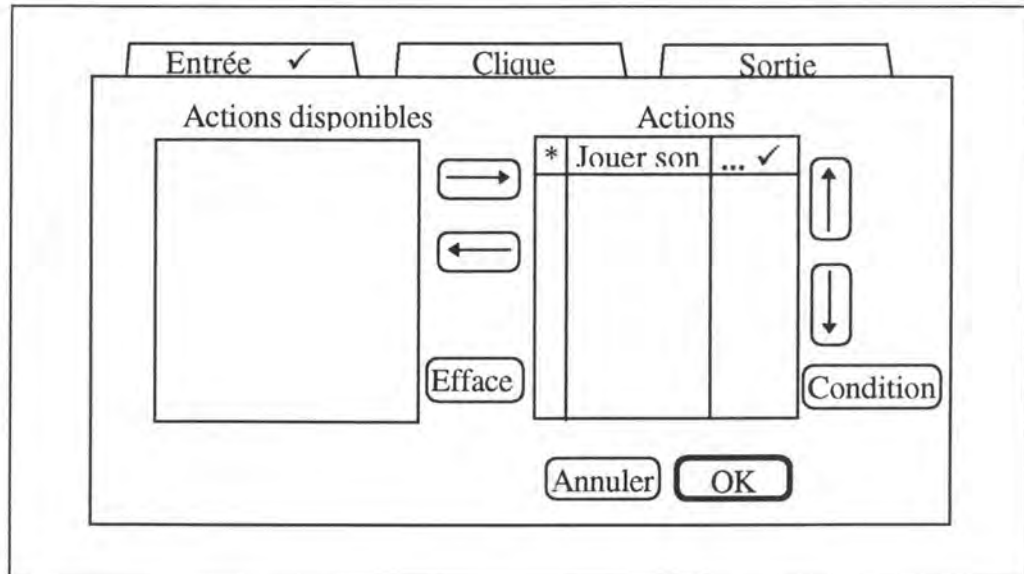 Entrée ✓ Clique Sortie
Actions disponibles Actions
* Jouer son ... ✓
Efface
Condition
Annuler OK